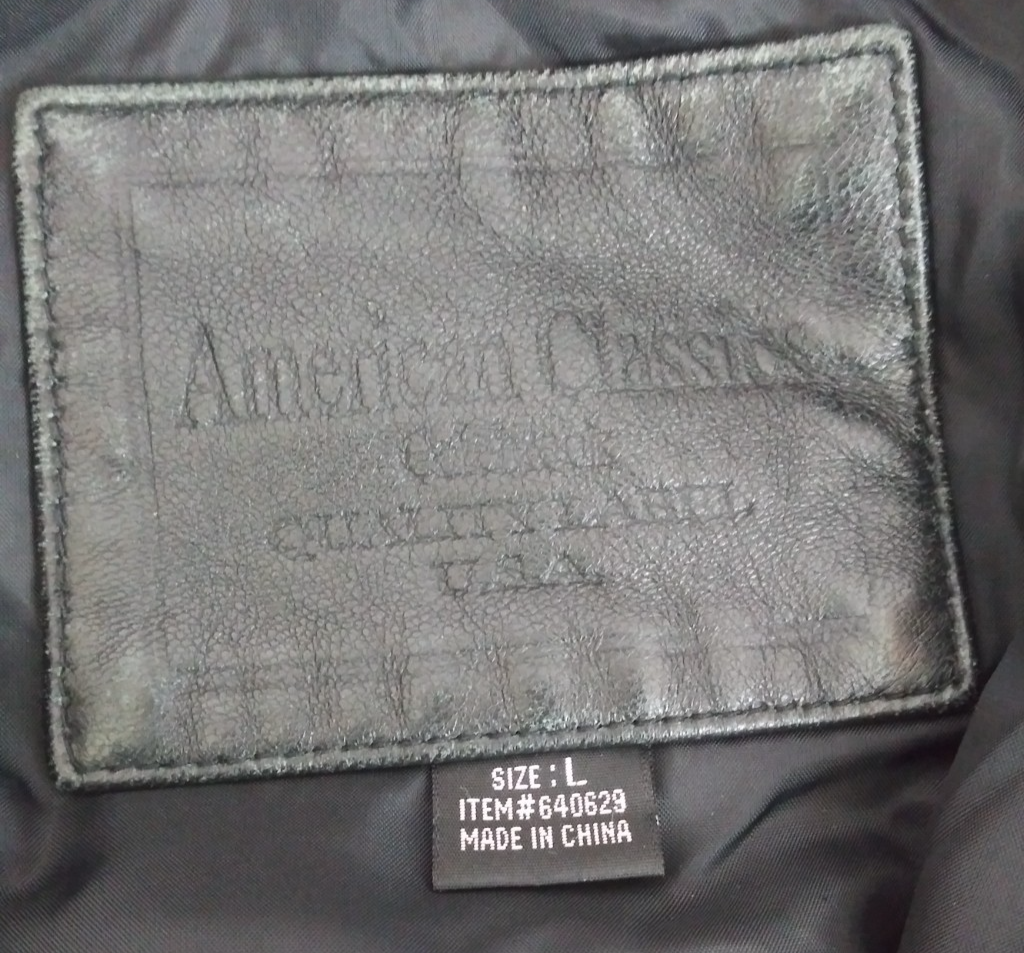 American Classics
QUALITY LABEL
U.S.A.
SIZE : L
ITEM#640629
MADE IN CHINA